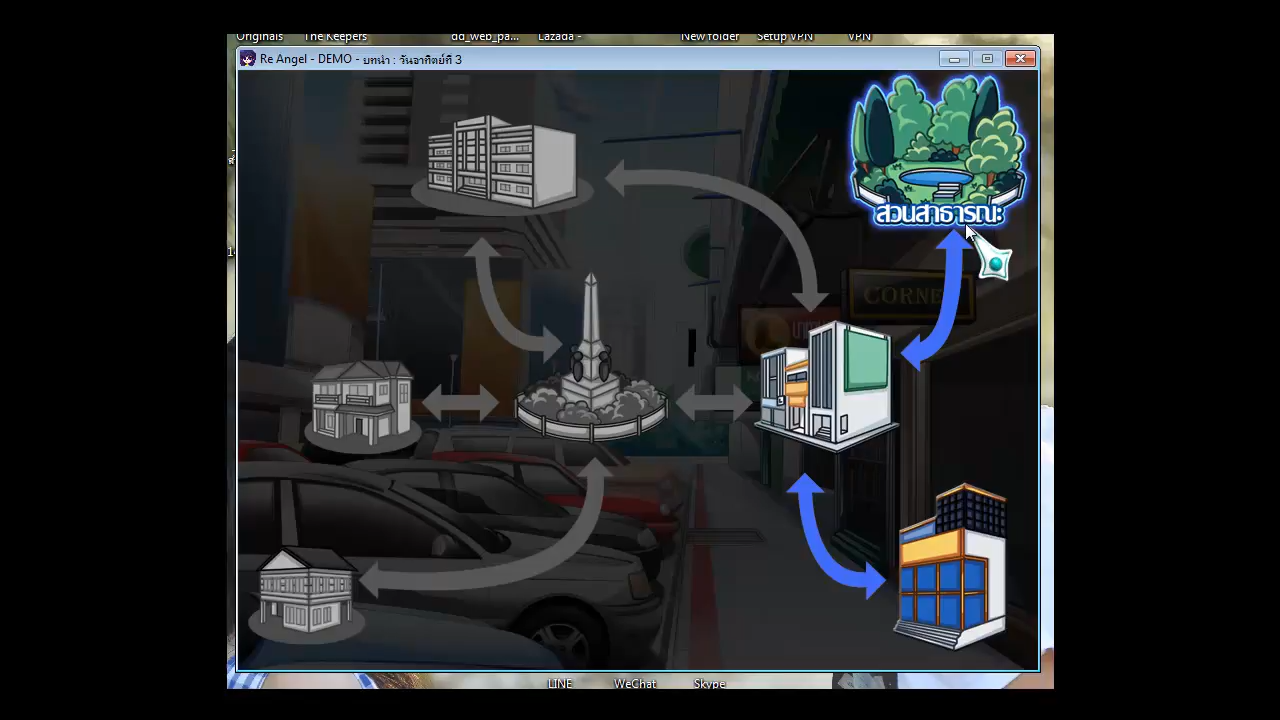 Originals The Keepers dd_web_pa... Lazada - New folder Setup VPN VPN
Re Angel - DEMO - บทนำ : วันอาทิตย์ที่ 3
สวนสาธารณะ
CORNE
LINE WeChat Skype